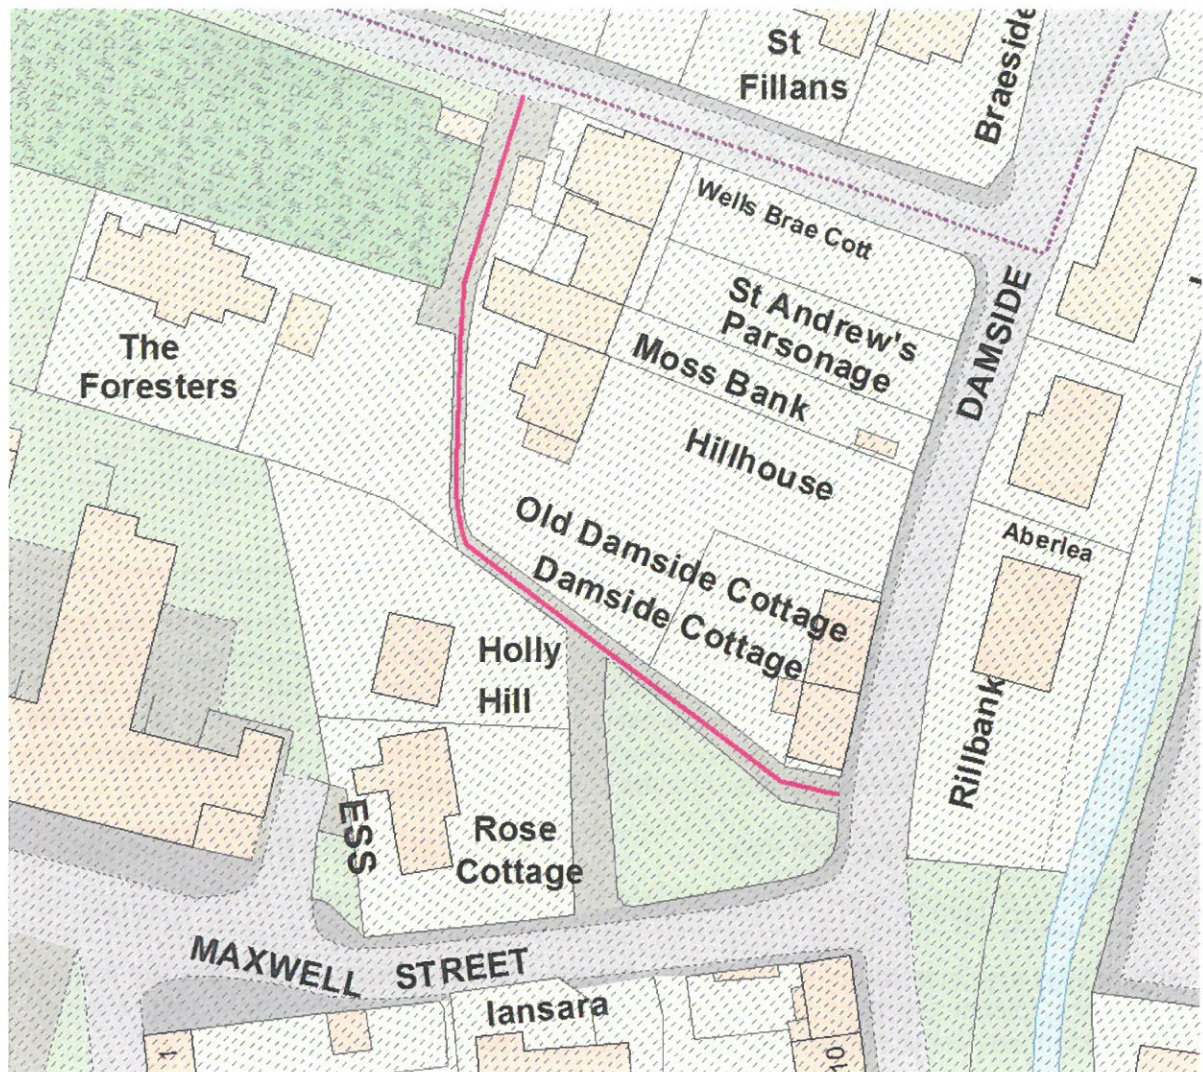 St
Fillans
Braeside
Wells Brae Cott
St Andrew's
Parsonage
DAMSIDE
The
Foresters
Moss Bank
Hillhouse
Old Damside Cottage
Aberlea
Damside Cottage
Holly
Hill
Rillbank
ESS
Rose
Cottage
MAXWELL STREET
Iansara
1
10